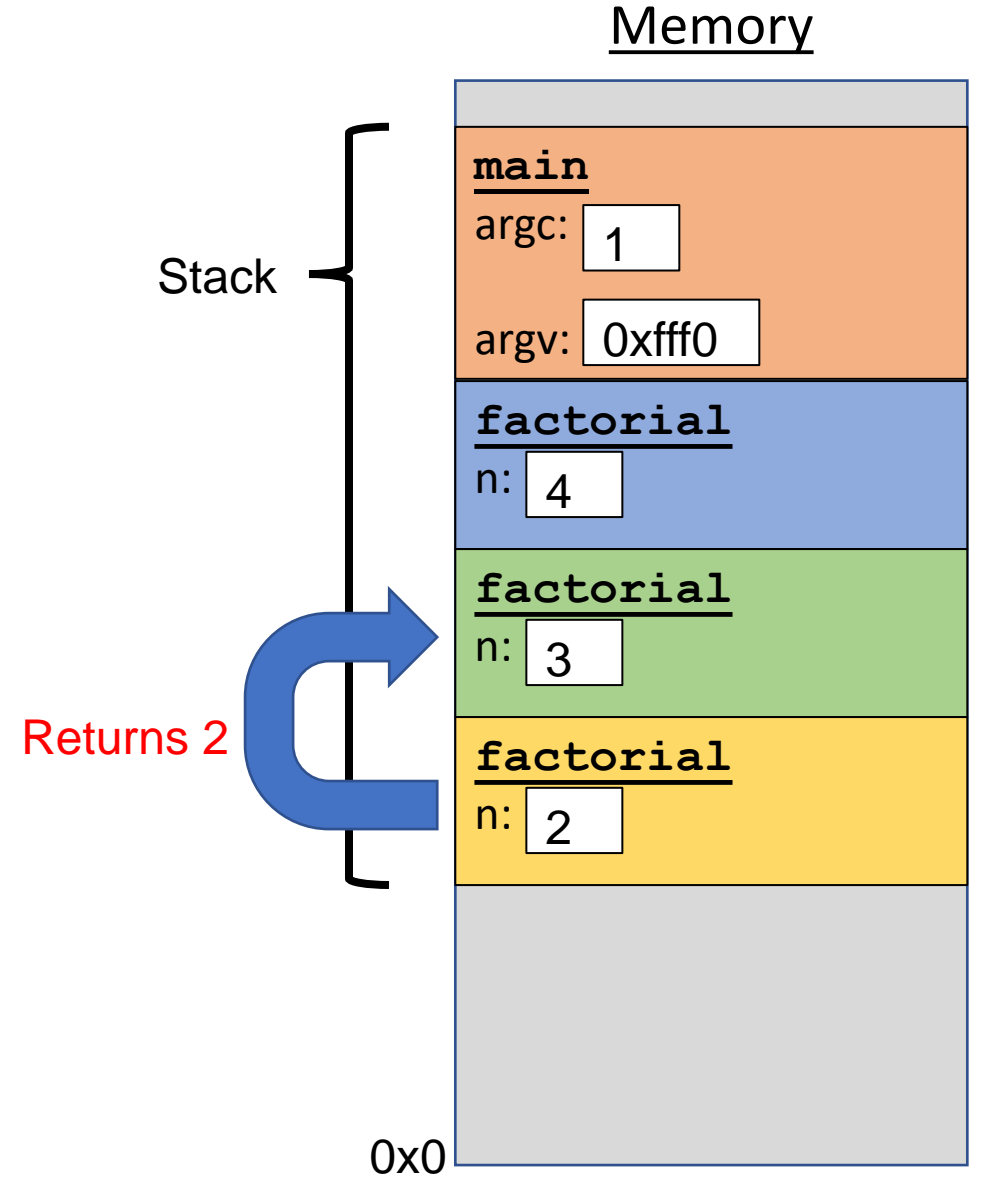 Memory
main
argc: 1
Stack
argv: 0xfff0
factorial
n: 4
factorial
n: 3
Returns 2
factorial
n: 2
0x0